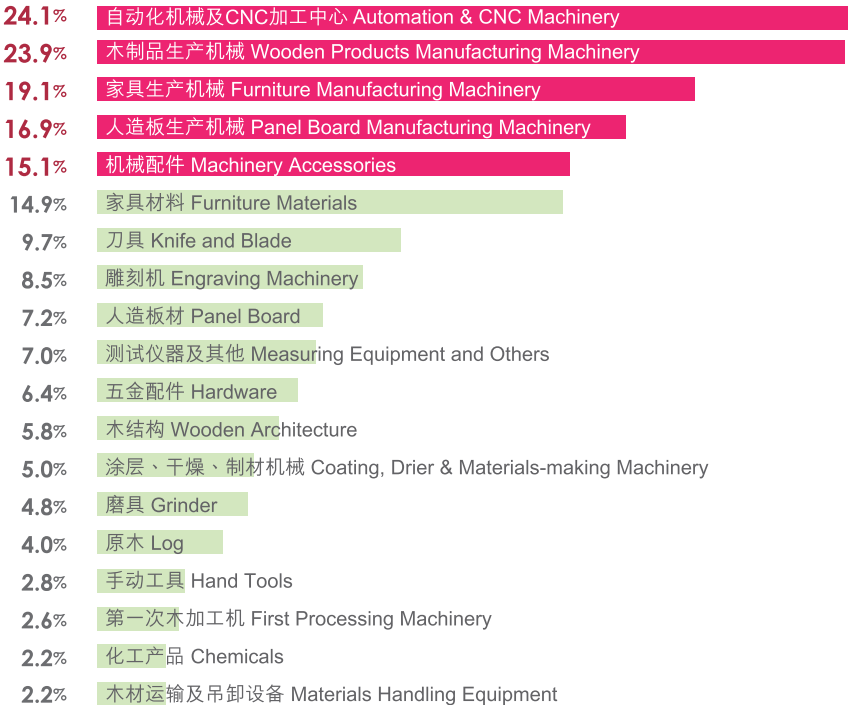 24.1% 自动化机械及CNC加工中心 Automation & CNC Machinery
23.9% 木制品生产机械 Wooden Products Manufacturing Machinery
19.1% 家具生产机械 Furniture Manufacturing Machinery
16.9% 人造板生产机械 Panel Board Manufacturing Machinery
15.1% 机械配件 Machinery Accessories
14.9% 家具材料 Furniture Materials
9.7% 刀具 Knife and Blade
8.5% 雕刻机 Engraving Machinery
7.2% 人造板材 Panel Board
7.0% 测试仪器及其他 Measuring Equipment and Others
6.4% 五金配件 Hardware
5.8% 木结构 Wooden Architecture
5.0% 涂层、干燥、制材机械 Coating, Drier & Materials-making Machinery
4.8% 磨具 Grinder
4.0% 原木 Log
2.8% 手动工具 Hand Tools
2.6% 第一次木加工机 First Processing Machinery
2.2% 化工产品 Chemicals
2.2% 木材运输及吊卸设备 Materials Handling Equipment